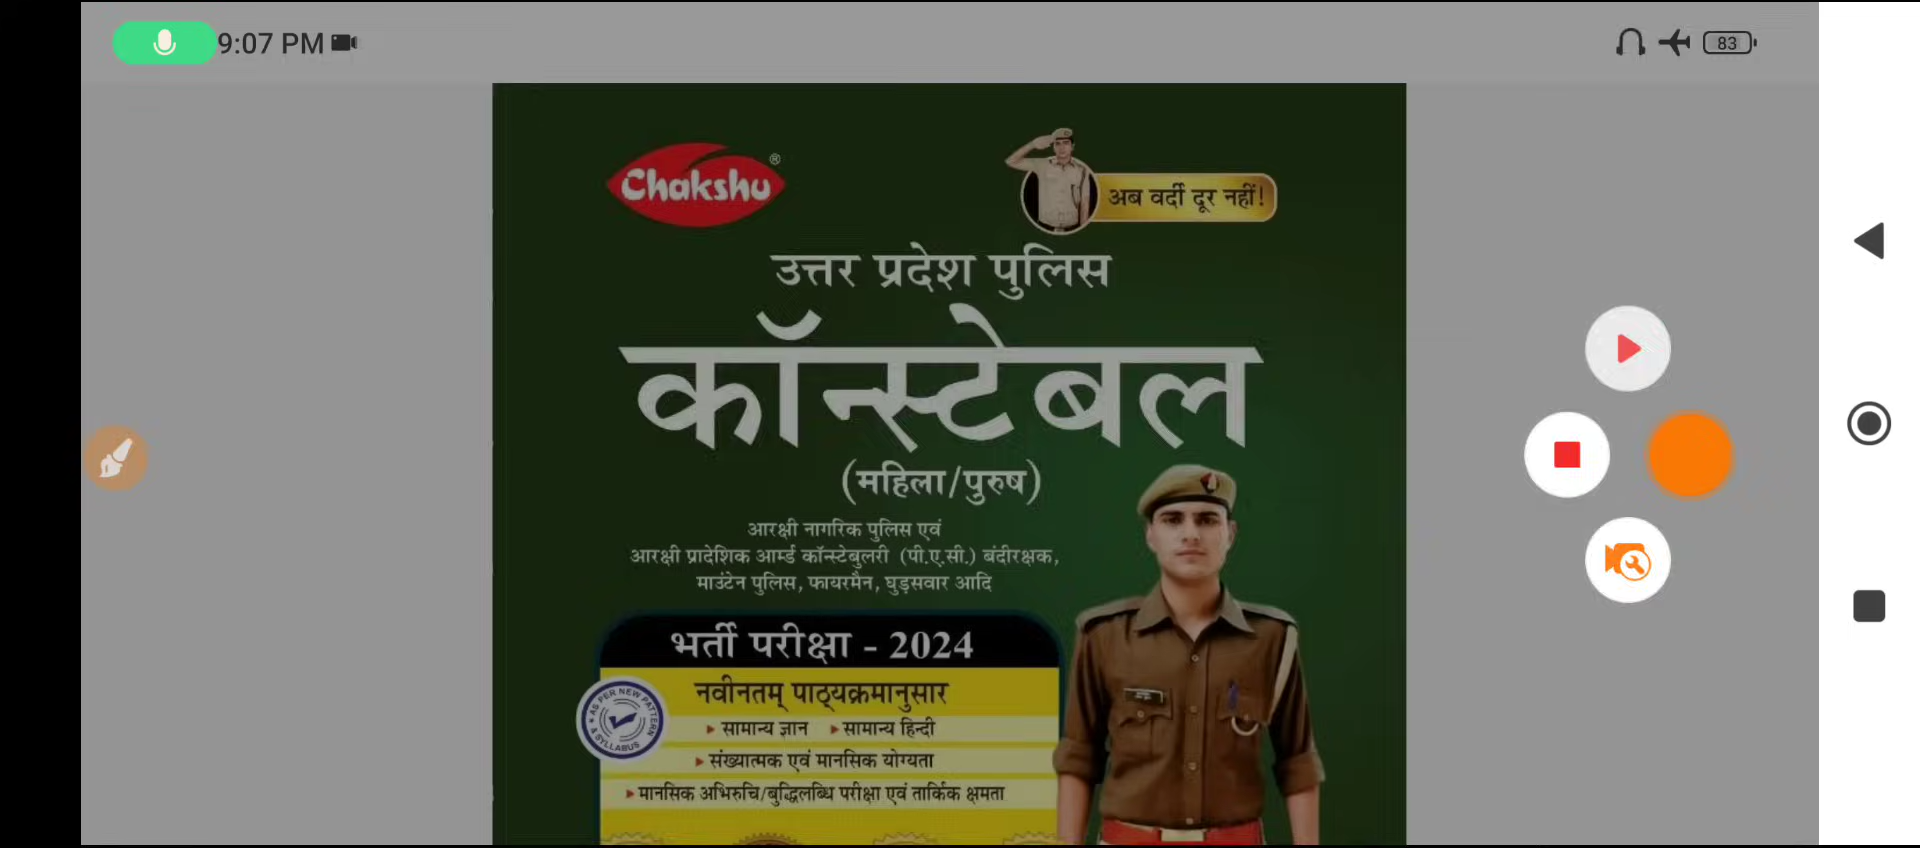 9:07 PM
83
Chakshu ®
अब वर्दी दूर नहीं!
उत्तर प्रदेश पुलिस
कॉन्स्टेबल
(महिला/पुरुष)
आरक्षी नागरिक पुलिस एवं
आरक्षी प्रादेशिक आर्म्ड कॉन्स्टेबुलरी (पी.ए.सी.) बंदीरक्षक,
माउंटेन पुलिस, फायरमैन, घुड़सवार आदि
भर्ती परीक्षा - 2024
नवीनतम् पाठ्यक्रमानुसार
AS PER NEW PATTERN & SYLLABUS
▸ सामान्य ज्ञान ▸ सामान्य हिन्दी
▸ संख्यात्मक एवं मानसिक योग्यता
▸ मानसिक अभिरुचि/बुद्धिलब्धि परीक्षा एवं तार्किक क्षमता